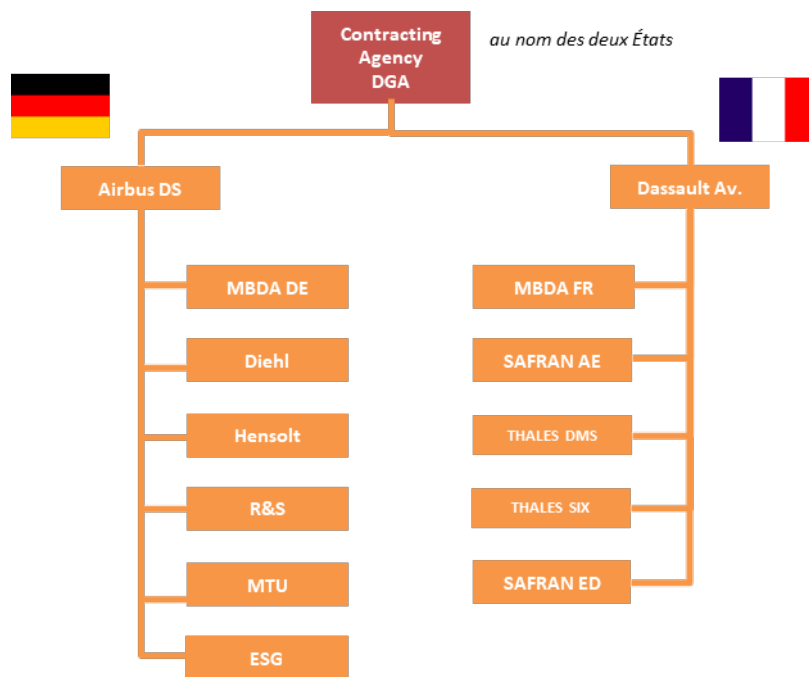 Contracting
Agency
DGA
au nom des deux États
Airbus DS
Dassault Av.
MBDA DE
MBDA FR
Diehl
SAFRAN AE
Hensolt
THALES DMS
R&S
THALES SIX
MTU
SAFRAN ED
ESG